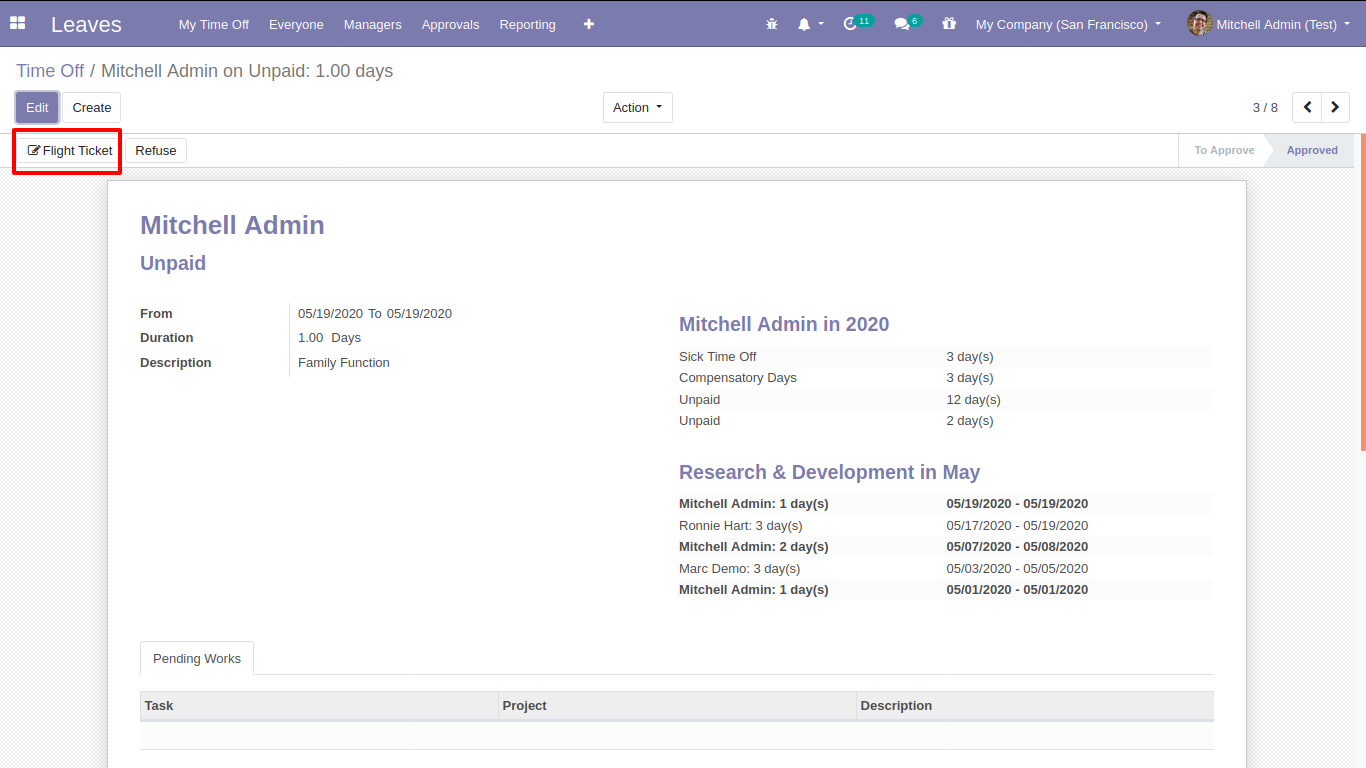 Leaves My Time Off Everyone Managers Approvals Reporting 11 6 My Company (San Francisco) Mitchell Admin (Test)
Time Off / Mitchell Admin on Unpaid: 1.00 days
Edit Create Action 3 / 8
Flight Ticket Refuse To Approve Approved
Mitchell Admin
Unpaid
From 05/19/2020 To 05/19/2020
Duration 1.00 Days
Description Family Function
Mitchell Admin in 2020
Sick Time Off 3 day(s)
Compensatory Days 3 day(s)
Unpaid 12 day(s)
Unpaid 2 day(s)
Research & Development in May
Mitchell Admin: 1 day(s) 05/19/2020 - 05/19/2020
Ronnie Hart: 3 day(s) 05/17/2020 - 05/19/2020
Mitchell Admin: 2 day(s) 05/07/2020 - 05/08/2020
Marc Demo: 3 day(s) 05/03/2020 - 05/05/2020
Mitchell Admin: 1 day(s) 05/01/2020 - 05/01/2020
Pending Works
Task Project Description